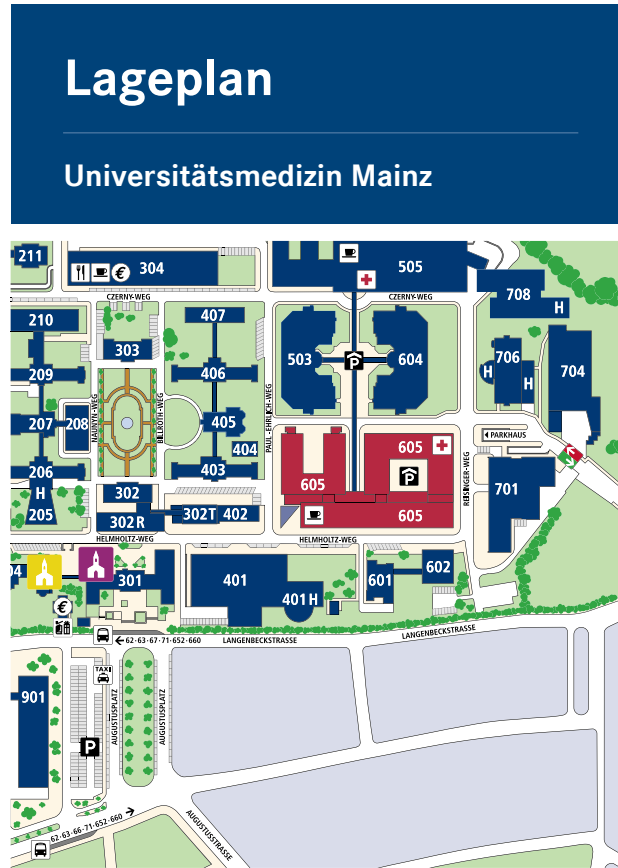 Lageplan
Universitätsmedizin Mainz
211
304
€
505
CZERNY-WEG
CZERNY-WEG
708
H
210
407
303
503
P
604
706
H
H
704
209
406
NAUNYN-WEG
BILLROTH-WEG
PAUL-EHRLICH-WEG
207
208
405
404
206
403
H
205
605
605
P
605
REISINGER-WEG
PARKHAUS
701
302
302 R
302T
402
HELMHOLTZ-WEG
HELMHOLTZ-WEG
04
301
401
401 H
601
602
€
62·63·67·71·652·660
LANGENBECKSTRASSE
LANGENBECKSTRASSE
TAXI
901
AUGUSTUSPLATZ
AUGUSTUSPLATZ
P
62·63·66·71·652·660
AUGUSTUSSTRASSE